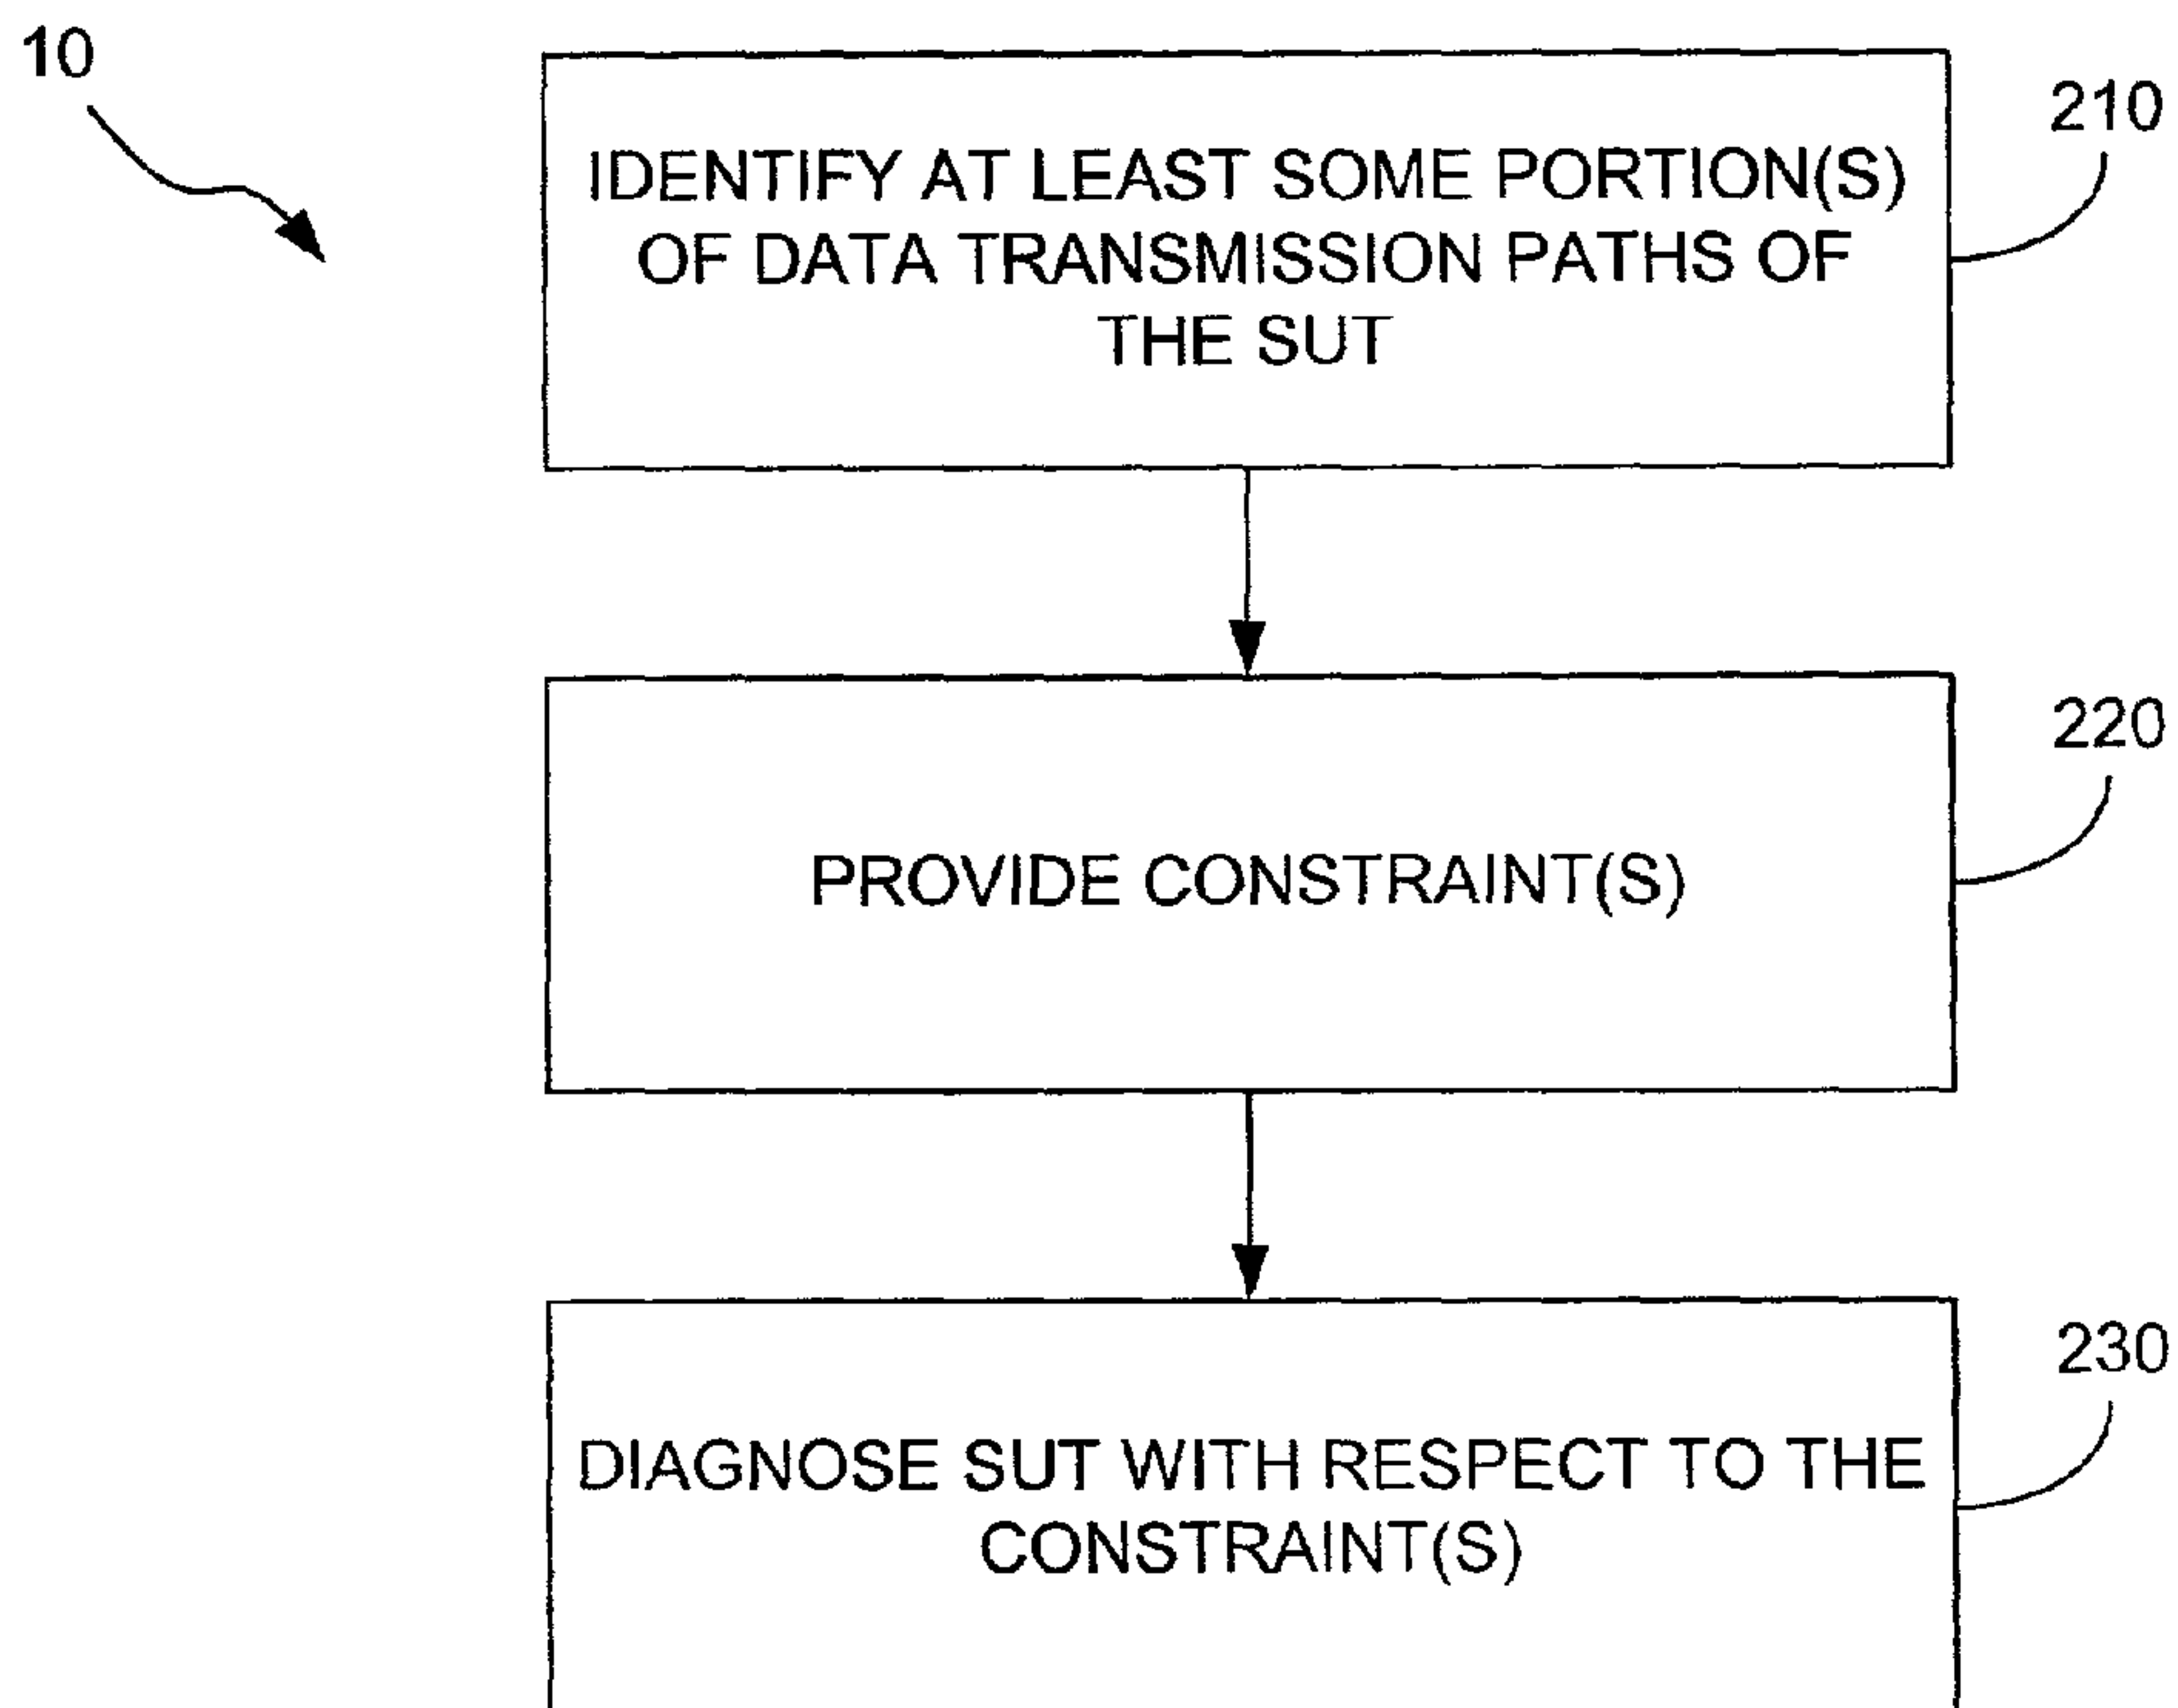 10
210
IDENTIFY AT LEAST SOME PORTION(S)
OF DATA TRANSMISSION PATHS OF
THE SUT
220
PROVIDE CONSTRAINT(S)
230
DIAGNOSE SUT WITH RESPECT TO THE
CONSTRAINT(S)